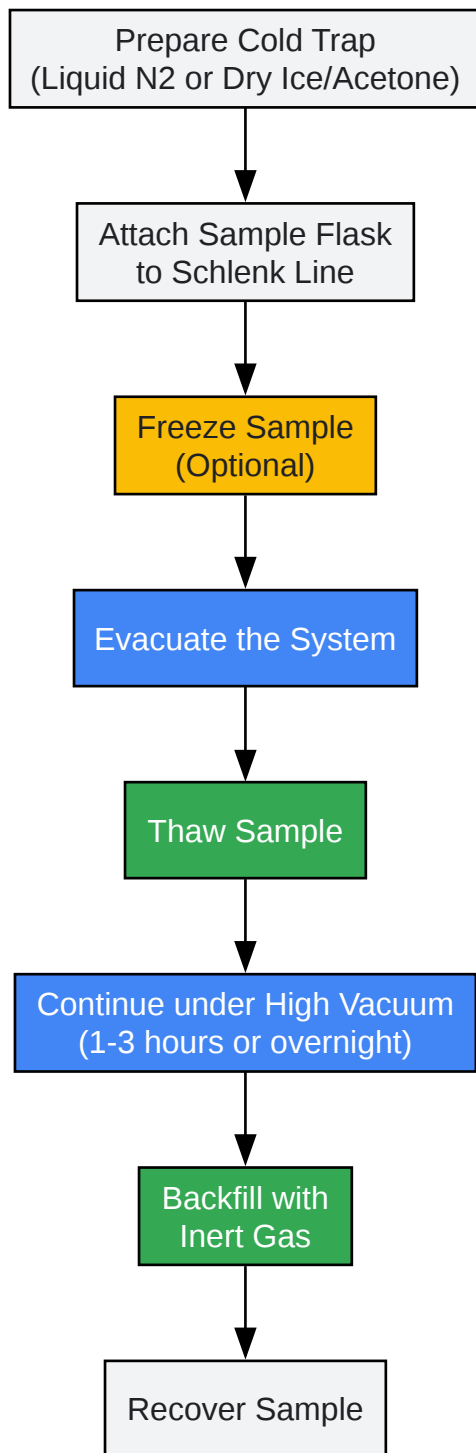 Prepare Cold Trap
(Liquid N2 or Dry Ice/Acetone)
Attach Sample Flask
to Schlenk Line
Freeze Sample
(Optional)
Evacuate the System
Thaw Sample
Continue under High Vacuum
(1-3 hours or overnight)
Backfill with
Inert Gas
Recover Sample